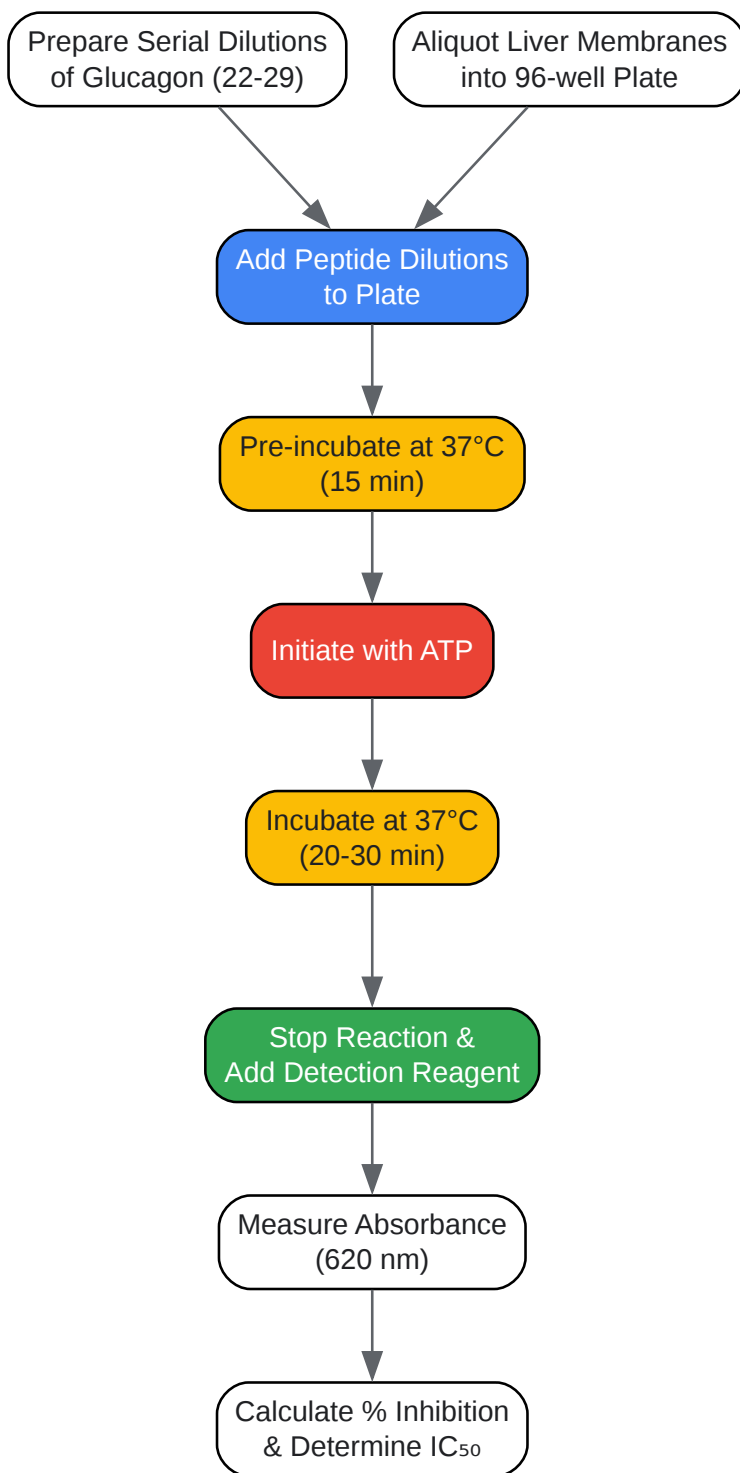 Prepare Serial Dilutions
of Glucagon (22-29)
Aliquot Liver Membranes
into 96-well Plate
Add Peptide Dilutions
to Plate
Pre-incubate at 37°C
(15 min)
Initiate with ATP
Incubate at 37°C
(20-30 min)
Stop Reaction &
Add Detection Reagent
Measure Absorbance
(620 nm)
Calculate % Inhibition
& Determine IC₅₀